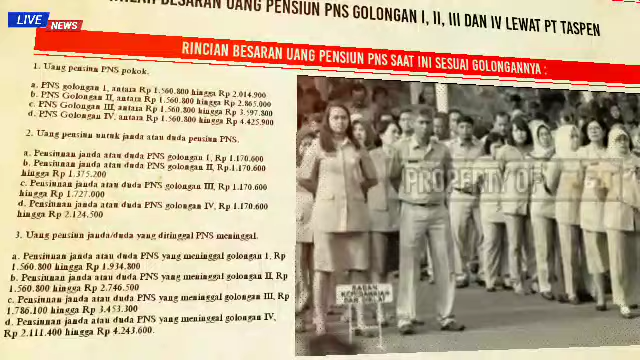 BESARAN UANG PENSIUN PNS GOLONGAN I, II, III DAN IV LEWAT PT TASPEN
LIVE
NEWS
RINCIAN BESARAN UANG PENSIUN PNS SAAT INI SESUAI GOLONGANNYA :
1. Uang pensiun PNS pokok.
a. PNS golongan I, antara Rp 1.560.800 hingga Rp 2.014.900
b. PNS Golongan II, antara Rp 1.560.800 hingga Rp 2.865.000
c. PNS Golongan III, antara Rp 1.560.800 hingga Rp 3.597.800
d. PNS Golongan IV, antara Rp 1.560.800 hingga Rp 4.425.900
2. Uang pensiun untuk janda atau duda pensiun PNS.
a. Pensiunan janda atau duda PNS golongan I, Rp 1.170.600
b. Pensiunan janda atau duda PNS golongan II, Rp.1.170.600
hingga Rp 1.375.200
c. Pensiunan janda atau duda PNS golongan III, Rp 1.170.600
hingga Rp 1.727.000
d. Pensiunan janda atau duda PNS golongan IV, Rp 1.170.600
hingga Rp 2.124.500
3. Uang pensiun janda/duda yang ditinggal PNS meninggal.
a. Pensiunan janda atau duda PNS yang meninggal golongan I, Rp
1.560.800 hingga Rp 1.934.800
b. Pensiunan janda atau duda PNS yang meninggal golongan II, Rp
1.560.800 hingga Rp 2.746.500
c. Pensiunan janda atau duda PNS yang meninggal golongan III, Rp
1.786.100 hingga Rp 3.453.300
d. Pensiunan janda atau duda PNS yang meninggal golongan IV,
Rp 2.111.400 hingga Rp 4.243.600.
PROPERTY OF
BADAN
KEPEGAWAIAN